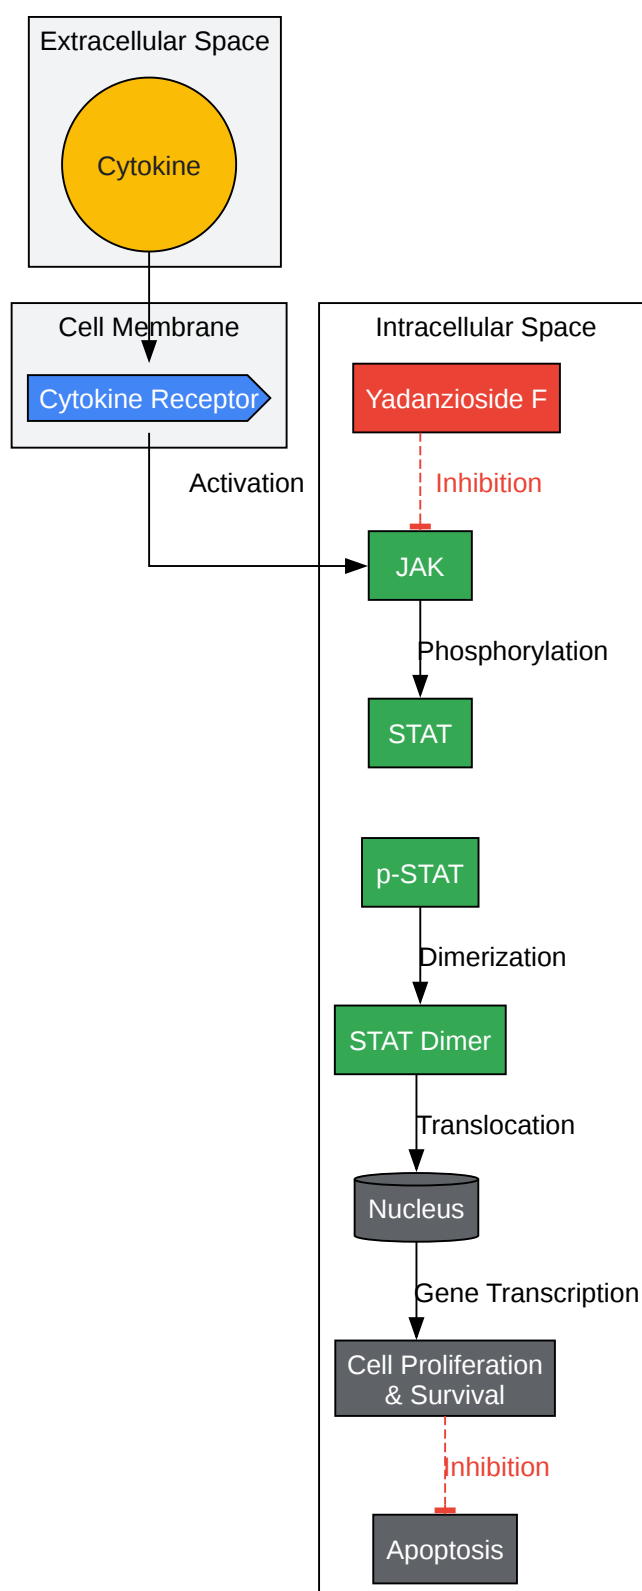 Extracellular Space
Cytokine
Cell Membrane
Cytokine Receptor
Activation
Intracellular Space
Yadanzioside F
Inhibition
JAK
Phosphorylation
STAT
p-STAT
Dimerization
STAT Dimer
Translocation
Nucleus
Gene Transcription
Cell Proliferation
& Survival
Inhibition
Apoptosis